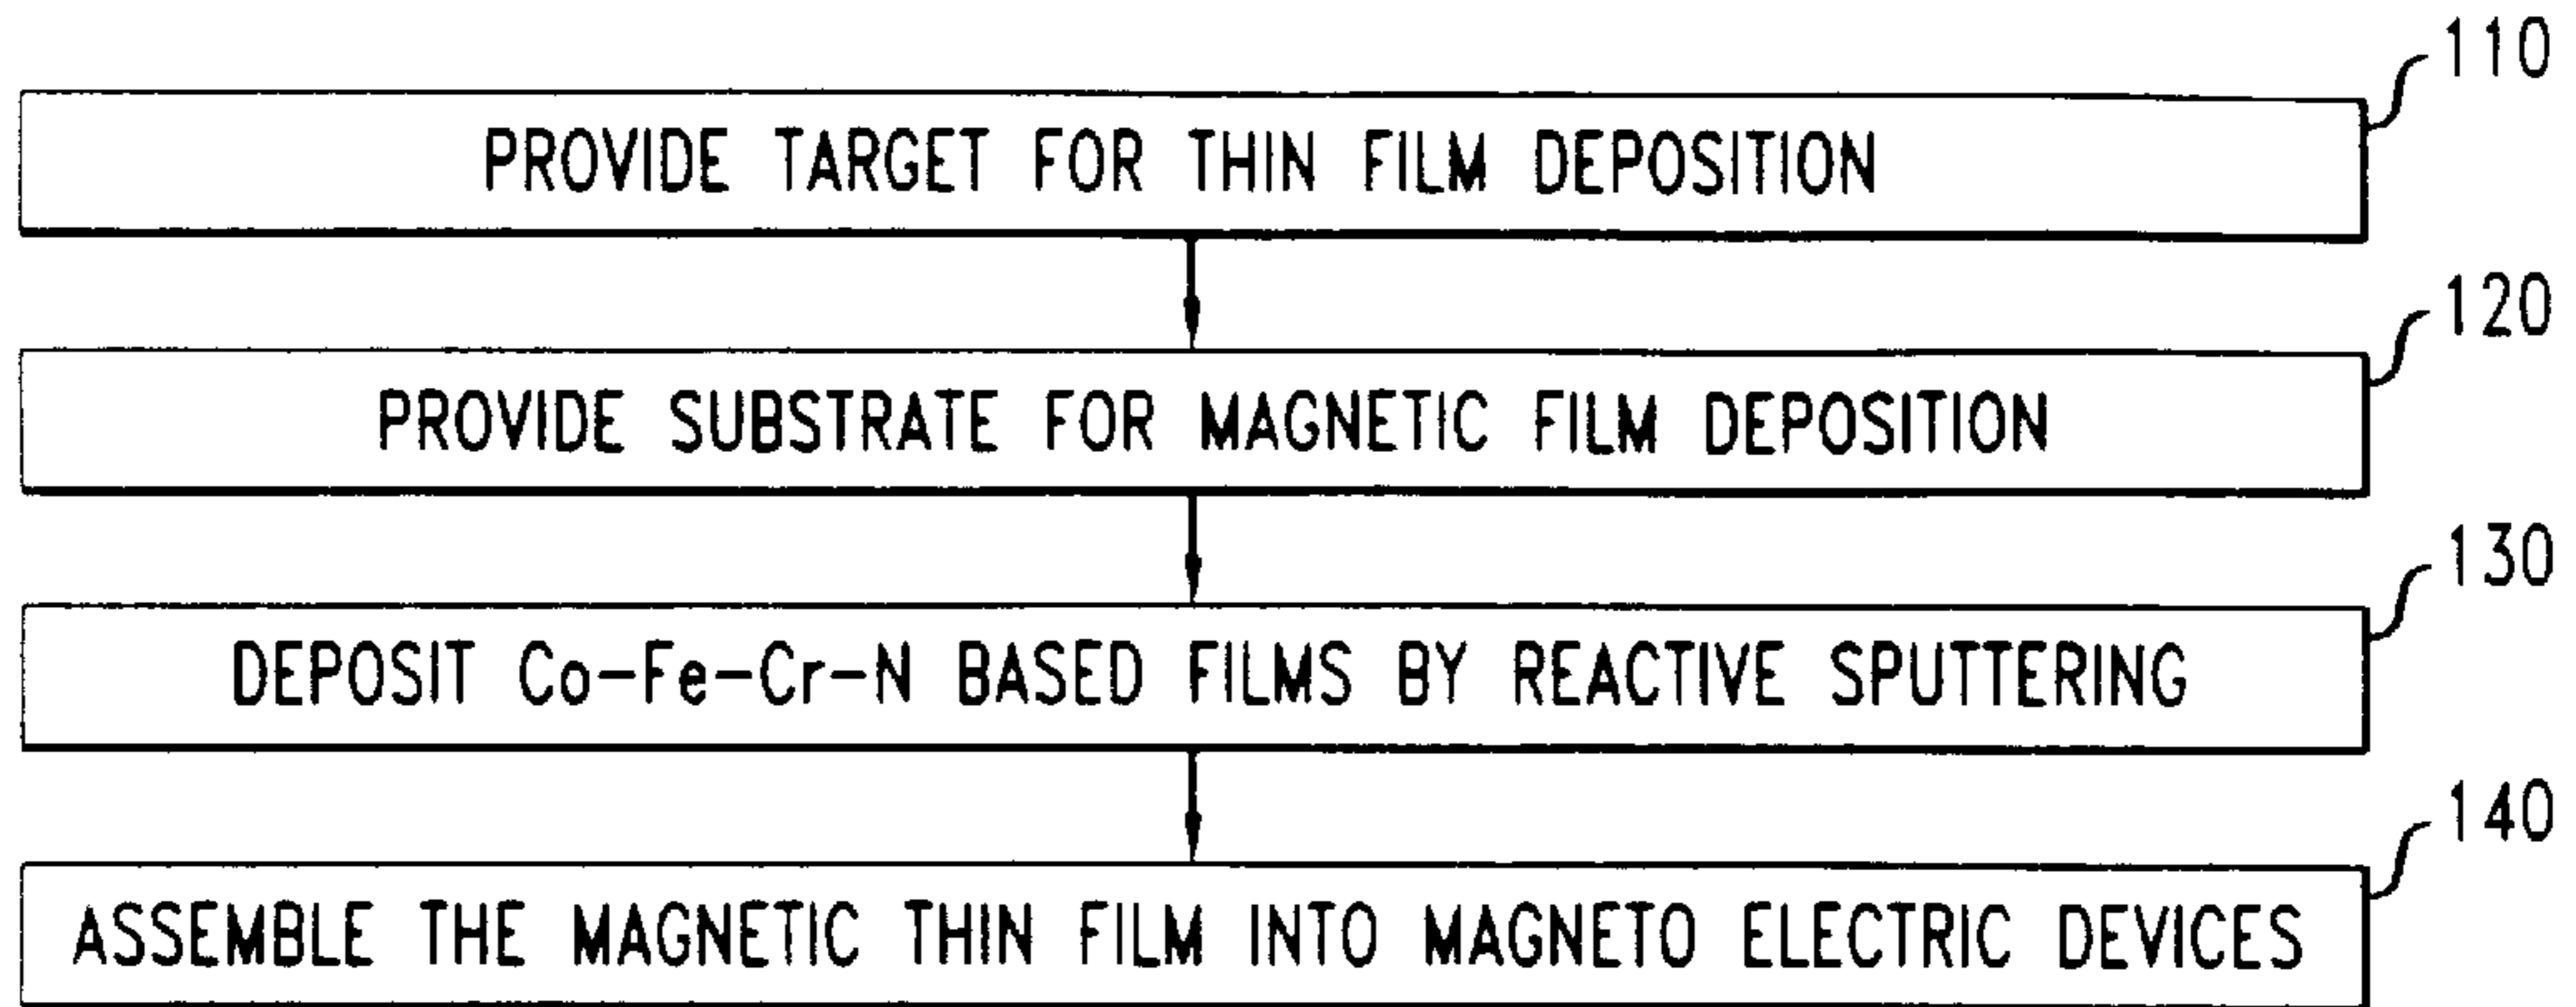 110
PROVIDE TARGET FOR THIN FILM DEPOSITION
120
PROVIDE SUBSTRATE FOR MAGNETIC FILM DEPOSITION
130
DEPOSIT Co-Fe-Cr-N BASED FILMS BY REACTIVE SPUTTERING
140
ASSEMBLE THE MAGNETIC THIN FILM INTO MAGNETO ELECTRIC DEVICES